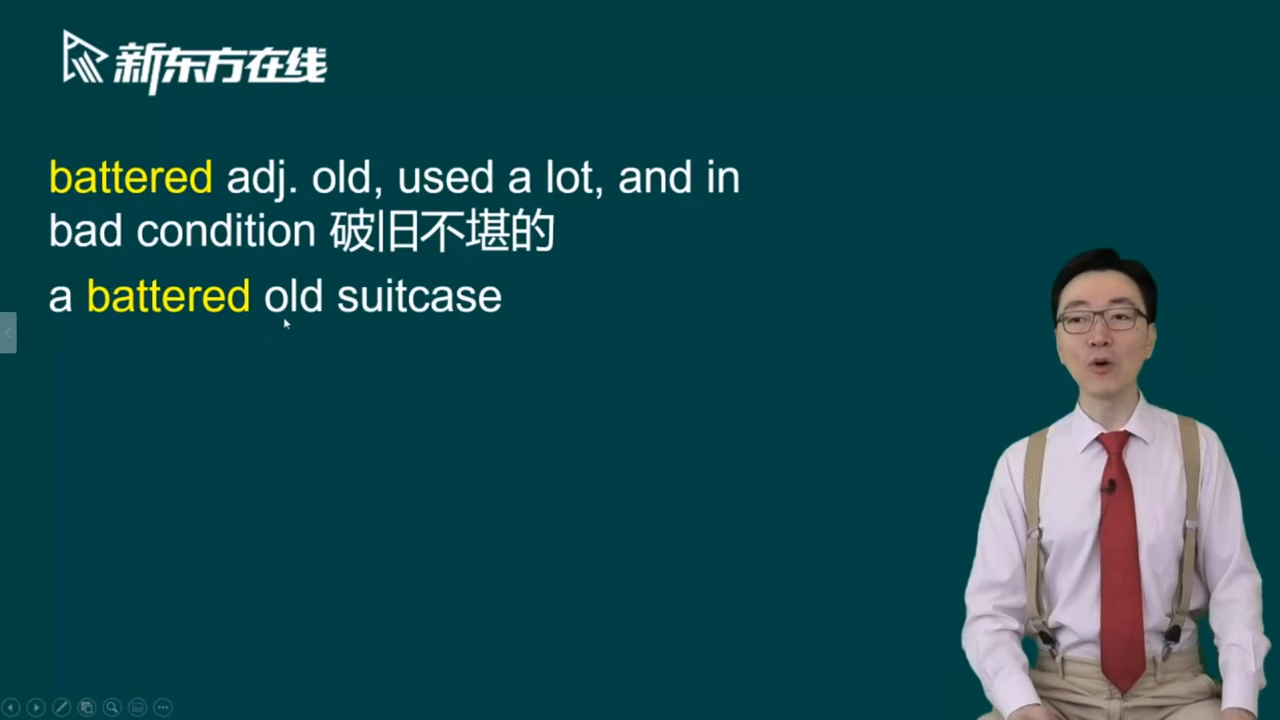 新东方在线
battered adj. old, used a lot, and in
bad condition 破旧不堪的
a battered old suitcase